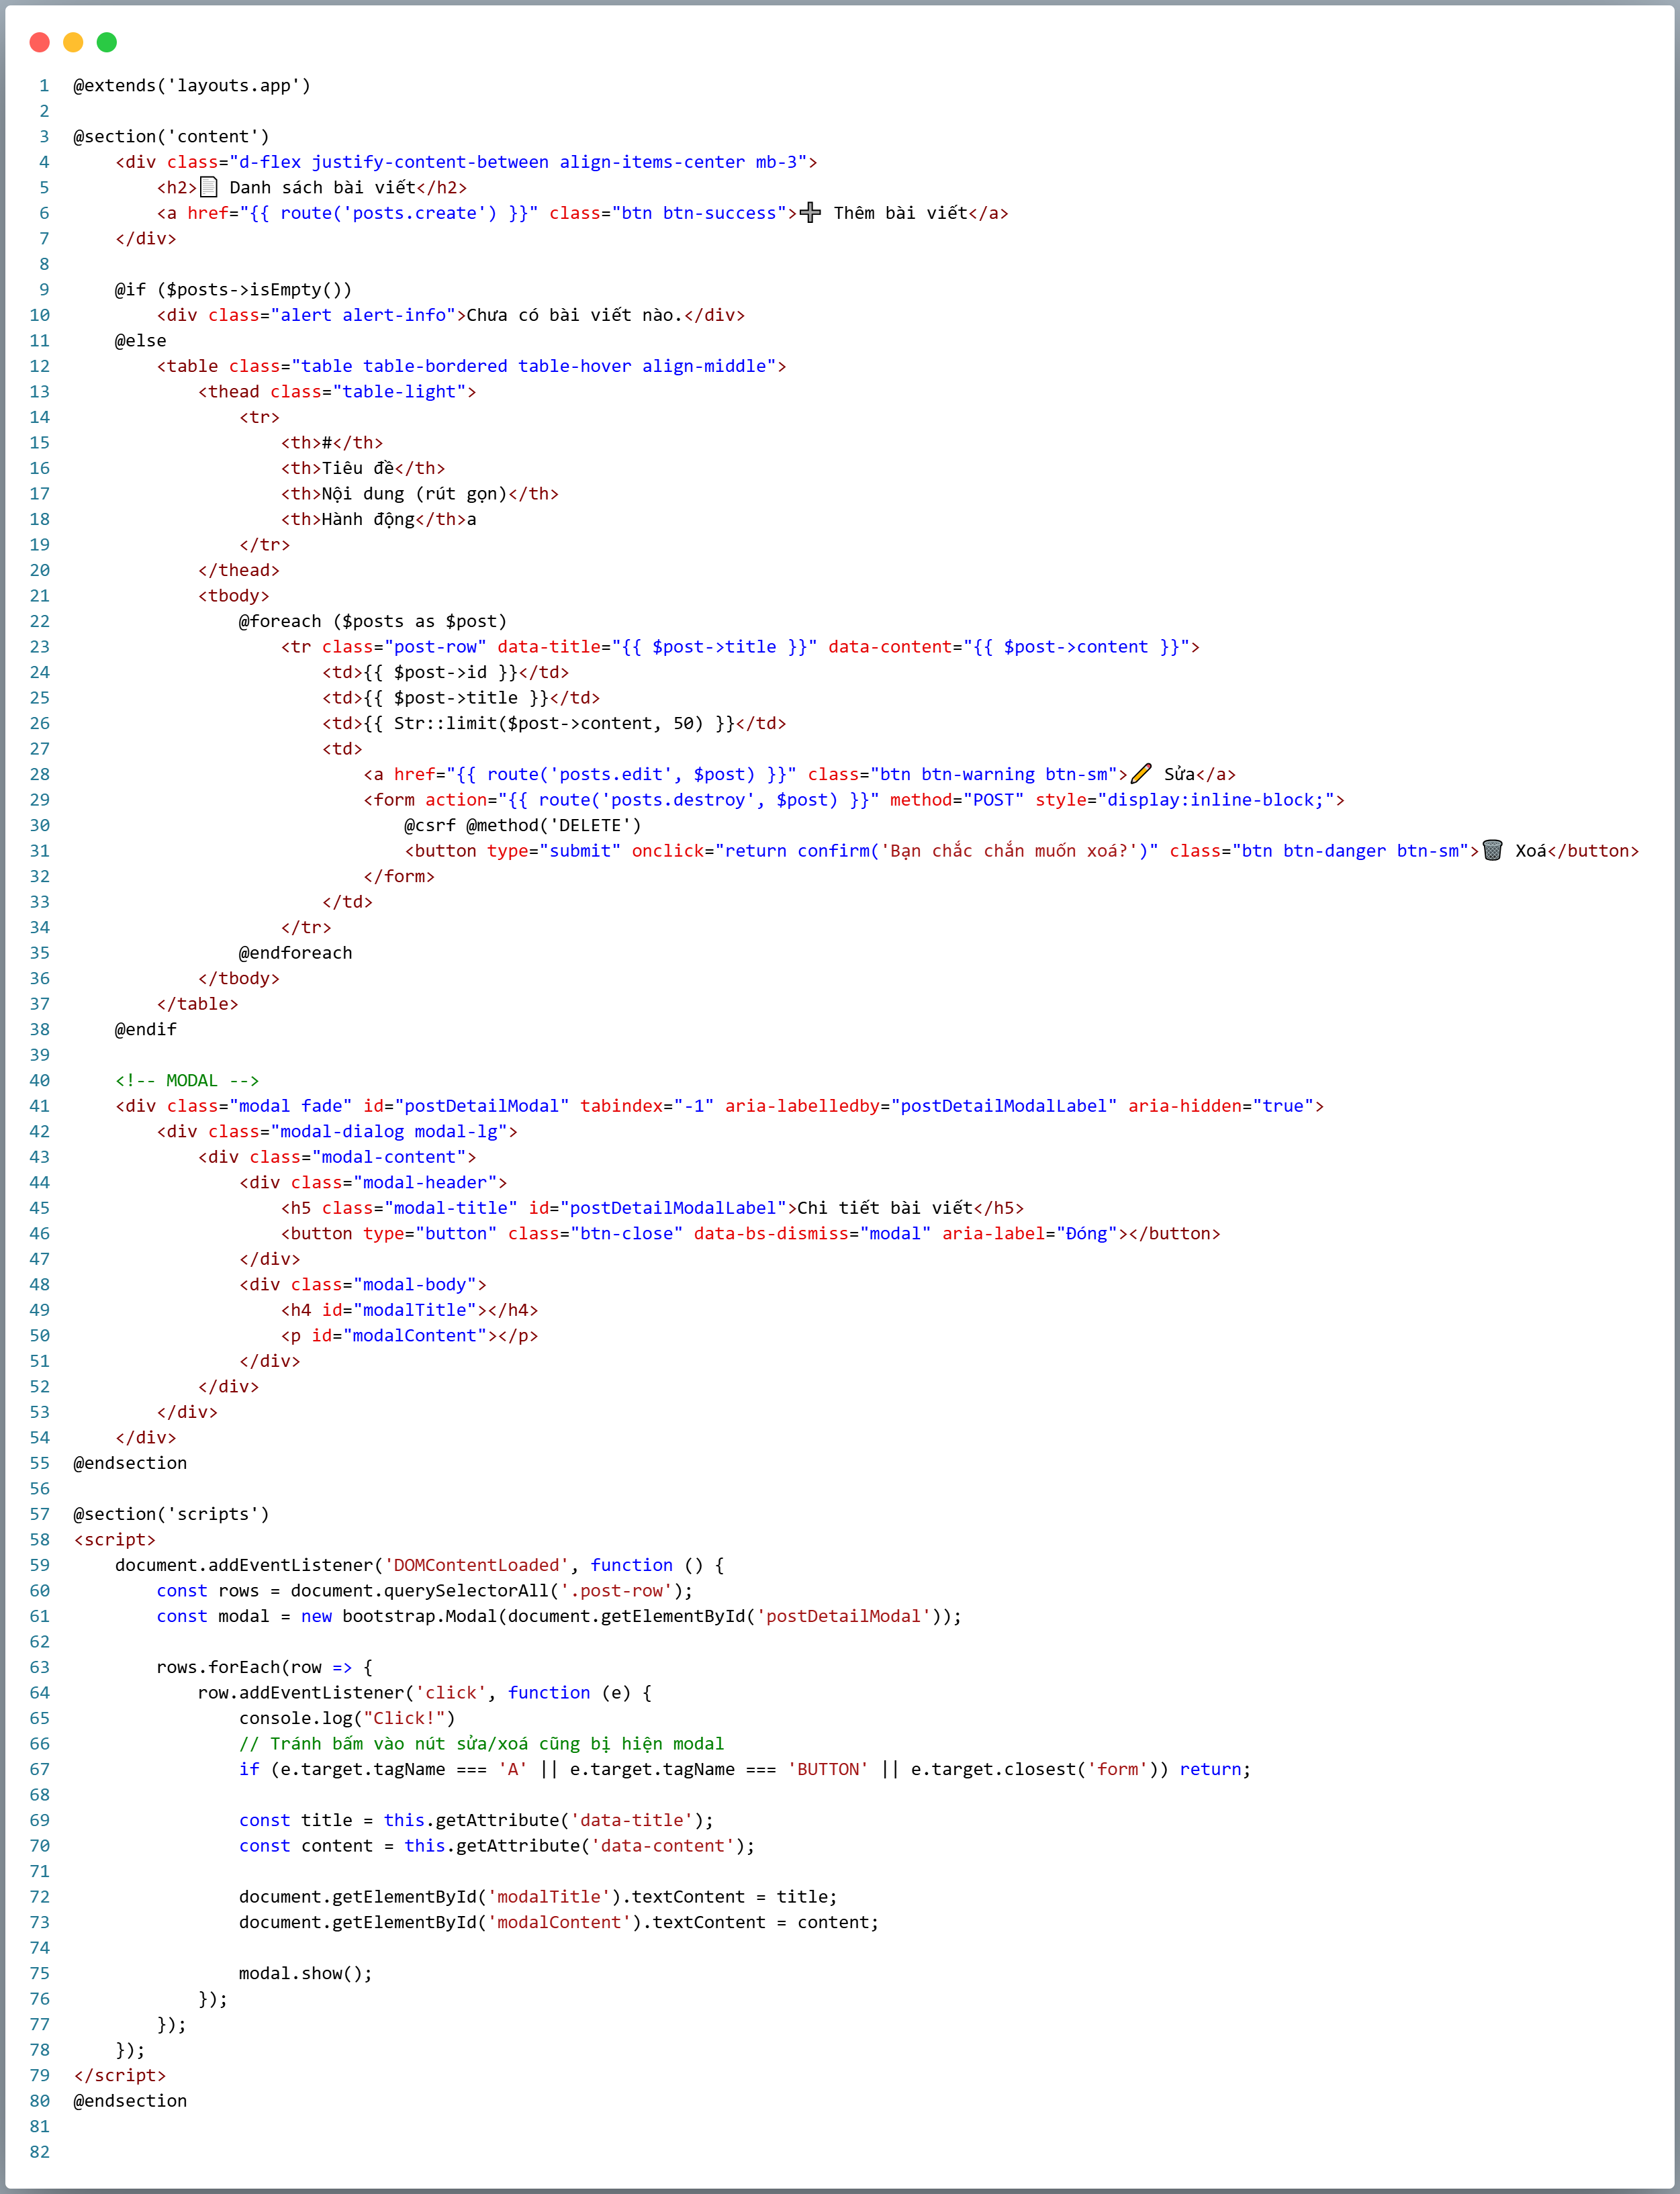 1 @extends('layouts.app')
2
3 @section('content')
4     <div class="d-flex justify-content-between align-items-center mb-3">
5         <h2>📄 Danh sách bài viết</h2>
6         <a href="{{ route('posts.create') }}" class="btn btn-success">➕ Thêm bài viết</a>
7     </div>
8
9     @if ($posts->isEmpty())
10         <div class="alert alert-info">Chưa có bài viết nào.</div>
11     @else
12         <table class="table table-bordered table-hover align-middle">
13             <thead class="table-light">
14                 <tr>
15                     <th>#</th>
16                     <th>Tiêu đề</th>
17                     <th>Nội dung (rút gọn)</th>
18                     <th>Hành động</th>a
19                 </tr>
20             </thead>
21             <tbody>
22                 @foreach ($posts as $post)
23                     <tr class="post-row" data-title="{{ $post->title }}" data-content="{{ $post->content }}">
24                         <td>{{ $post->id }}</td>
25                         <td>{{ $post->title }}</td>
26                         <td>{{ Str::limit($post->content, 50) }}</td>
27                         <td>
28                             <a href="{{ route('posts.edit', $post) }}" class="btn btn-warning btn-sm">✏️ Sửa</a>
29                             <form action="{{ route('posts.destroy', $post) }}" method="POST" style="display:inline-block;">
30                                 @csrf @method('DELETE')
31                                 <button type="submit" onclick="return confirm('Bạn chắc chắn muốn xoá?')" class="btn btn-danger btn-sm">🗑️ Xoá</button>
32                             </form>
33                         </td>
34                     </tr>
35                 @endforeach
36             </tbody>
37         </table>
38     @endif
39
40     <!-- MODAL -->
41     <div class="modal fade" id="postDetailModal" tabindex="-1" aria-labelledby="postDetailModalLabel" aria-hidden="true">
42         <div class="modal-dialog modal-lg">
43             <div class="modal-content">
44                 <div class="modal-header">
45                     <h5 class="modal-title" id="postDetailModalLabel">Chi tiết bài viết</h5>
46                     <button type="button" class="btn-close" data-bs-dismiss="modal" aria-label="Đóng"></button>
47                 </div>
48                 <div class="modal-body">
49                     <h4 id="modalTitle"></h4>
50                     <p id="modalContent"></p>
51                 </div>
52             </div>
53         </div>
54     </div>
55 @endsection
56
57 @section('scripts')
58 <script>
59     document.addEventListener('DOMContentLoaded', function () {
60         const rows = document.querySelectorAll('.post-row');
61         const modal = new bootstrap.Modal(document.getElementById('postDetailModal'));
62
63         rows.forEach(row => {
64             row.addEventListener('click', function (e) {
65                 console.log("Click!")
66                 // Tránh bấm vào nút sửa/xoá cũng bị hiện modal
67                 if (e.target.tagName === 'A' || e.target.tagName === 'BUTTON' || e.target.closest('form')) return;
68
69                 const title = this.getAttribute('data-title');
70                 const content = this.getAttribute('data-content');
71
72                 document.getElementById('modalTitle').textContent = title;
73                 document.getElementById('modalContent').textContent = content;
74
75                 modal.show();
76             });
77         });
78     });
79 </script>
80 @endsection
81
82